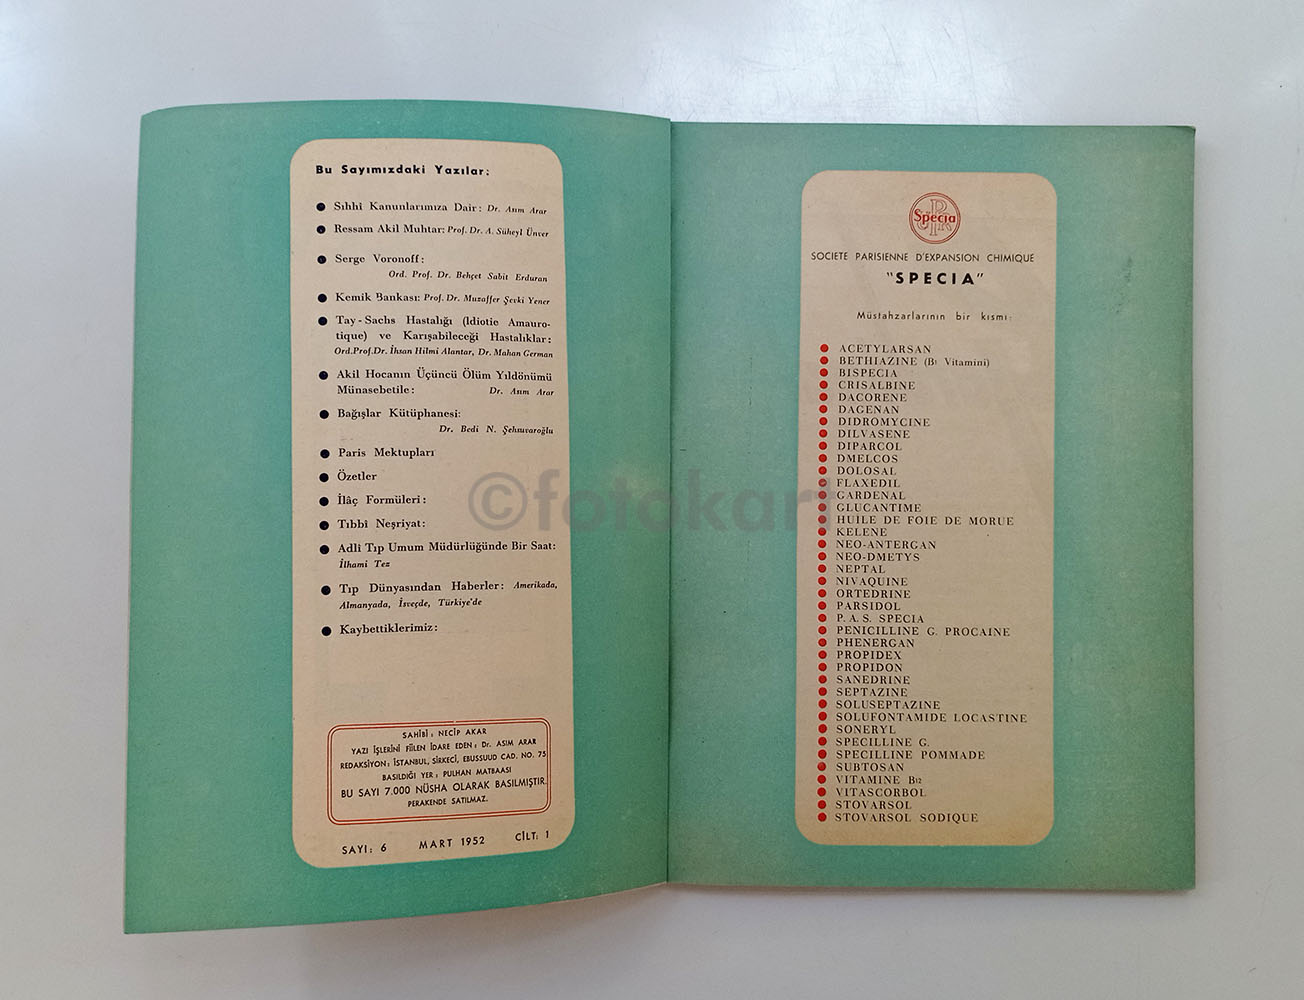 Bu Sayımızdaki Yazılar:
● Sıhhî Kanunlarımıza Dair: Dr. Asım Arar
● Ressam Akil Muhtar: Prof. Dr. A. Süheyl Ünver
● Serge Voronoff:
Ord. Prof. Dr. Behçet Sabit Erduran
● Kemik Bankası: Prof. Dr. Muzaffer Şevki Yener
● Tay-Sachs Hastalığı (Idiotie Amauro-
tique) ve Karışabileceği Hastalıklar:
Ord.Prof.Dr. İhsan Hilmi Alantar, Dr. Mahan German
● Akil Hocanın Üçüncü Ölüm Yıldönümü
Münasebetile: Dr. Asım Arar
● Bağışlar Kütüphanesi:
Dr. Bedi N. Şehsuvaroğlu
● Paris Mektupları
● Özetler
● İlâç Formüleri:
● Tıbbî Neşriyat:
● Adlî Tıp Umum Müdürlüğünde Bir Saat:
İlhami Tez
● Tıp Dünyasından Haberler: Amerikada,
Almanyada, İsveçde, Türkiye'de
● Kaybettiklerimiz:
SAHİBİ: NECİP AKAR
YAZI İŞLERİNİ FİİLEN İDARE EDEN: Dr. ASIM ARAR
REDAKSİYON: İSTANBUL, SİRKECİ, EBUSSUUD CAD. NO. 75
BASILDIĞI YER: PULHAN MATBAASI
BU SAYI 7.000 NÜSHA OLARAK BASILMIŞTIR.
PERAKENDE SATILMAZ.
SAYI: 6 MART 1952 CİLT: 1
Specia
SOCIETE PARISIENNE D'EXPANSION CHIMIQUE
"SPECIA"
Müstahzarlarının bir kısmı:
● ACETYLARSAN
● BETHIAZINE (B1 Vitamini)
● BISPECIA
● CRISALBINE
● DACORENE
● DAGENAN
● DIDROMYCINE
● DILVASENE
● DIPARCOL
● DMELCOS
● DOLOSAL
● FLAXEDIL
● GARDENAL
● GLUCANTIME
● HUILE DE FOIE DE MORUE
● KELENE
● NEO-ANTERGAN
● NEO-DMETYS
● NEPTAL
● NIVAQUINE
● ORTEDRINE
● PARSIDOL
● P.A.S. SPECIA
● PENICILLINE G. PROCAINE
● PHENERGAN
● PROPIDEX
● PROPIDON
● SANEDRINE
● SEPTAZINE
● SOLUSEPTAZINE
● SOLUFONTAMIDE LOCASTINE
● SONERYL
● SPECILLINE G.
● SPECILLINE POMMADE
● SUBTOSAN
● VITAMINE B12
● VITASCORBOL
● STOVARSOL
● STOVARSOL SODIQUE
©fotokart